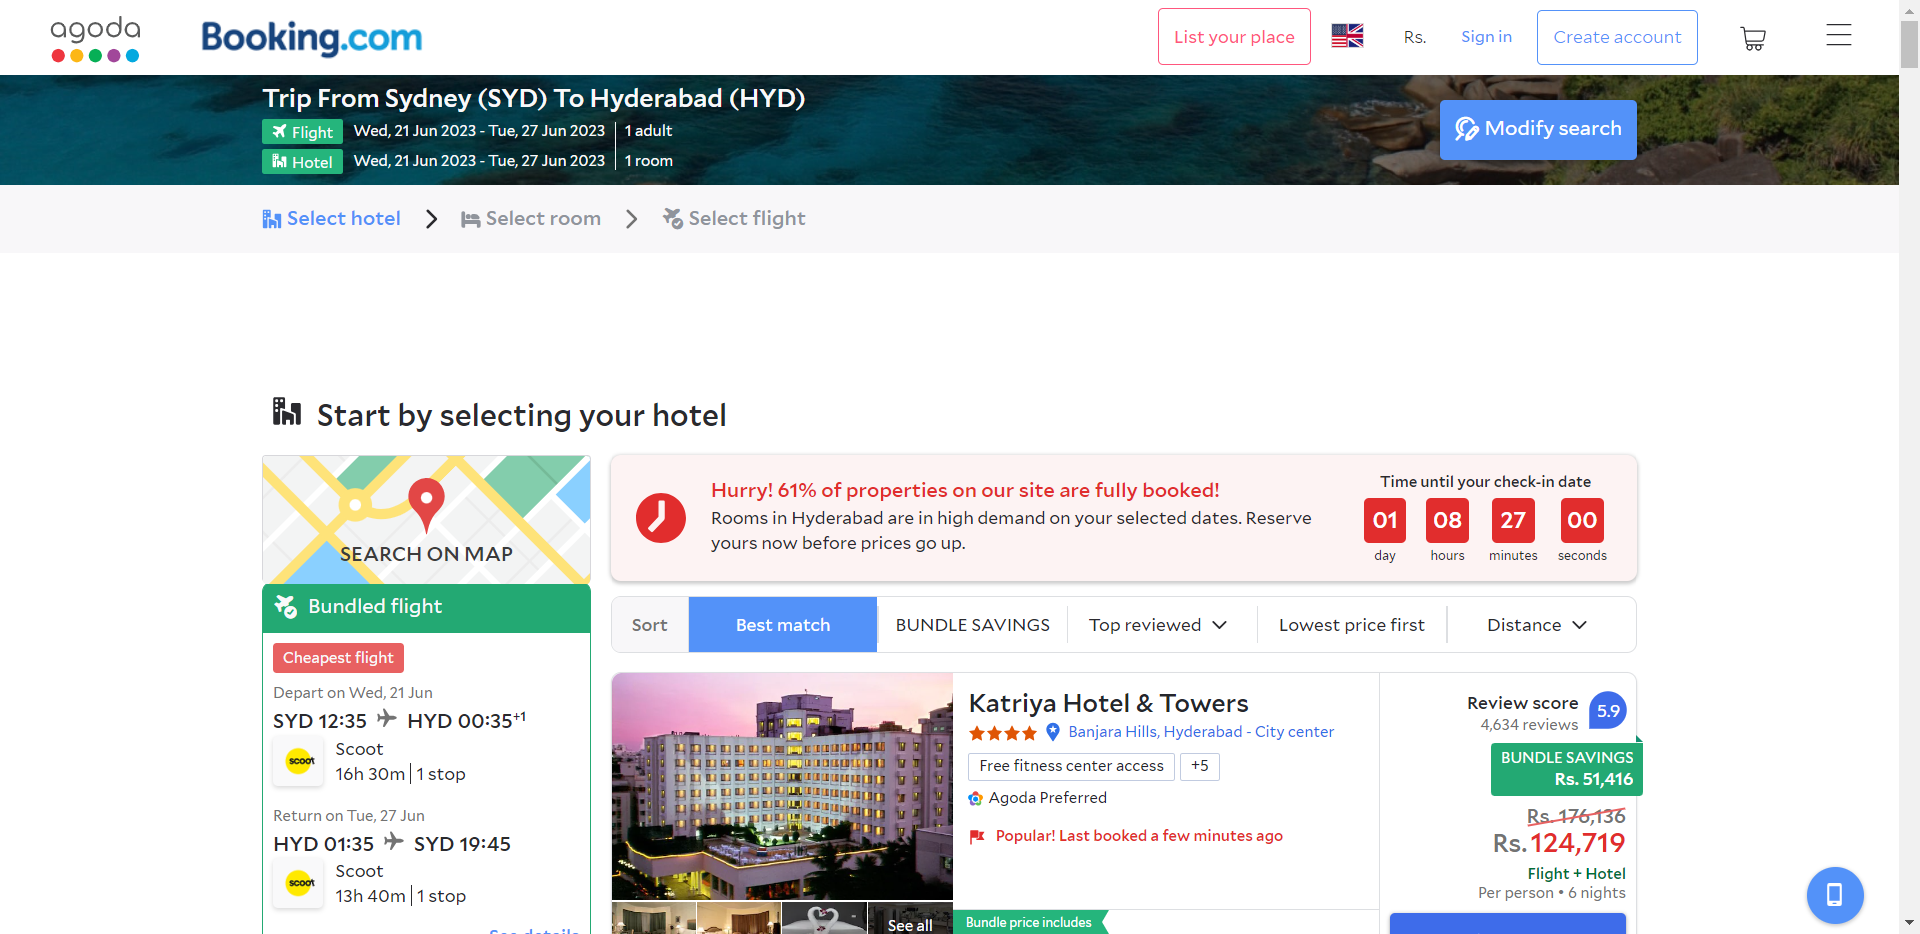 agoda
Booking.com
List your place
Rs.
Sign in
Create account
Trip From Sydney (SYD) To Hyderabad (HYD)
Flight
Wed, 21 Jun 2023 - Tue, 27 Jun 2023
1 adult
Hotel
Wed, 21 Jun 2023 - Tue, 27 Jun 2023
1 room
Modify search
Select hotel
Select room
Select flight
Start by selecting your hotel
SEARCH ON MAP
Hurry! 61% of properties on our site are fully booked!
Rooms in Hyderabad are in high demand on your selected dates. Reserve
yours now before prices go up.
Time until your check-in date
01
08
27
00
day
hours
minutes
seconds
Bundled flight
Cheapest flight
Depart on Wed, 21 Jun
SYD 12:35
HYD 00:35+1
scoot
Scoot
16h 30m
1 stop
Return on Tue, 27 Jun
HYD 01:35
SYD 19:45
scoot
Scoot
13h 40m
1 stop
See details
Sort
Best match
BUNDLE SAVINGS
Top reviewed
Lowest price first
Distance
Katriya Hotel & Towers
Banjara Hills, Hyderabad - City center
Free fitness center access
+5
Agoda Preferred
Popular! Last booked a few minutes ago
See all
Bundle price includes
Review score
4,634 reviews
5.9
BUNDLE SAVINGS
Rs. 51,416
Rs. 176,136
Rs. 124,719
Flight + Hotel
Per person • 6 nights